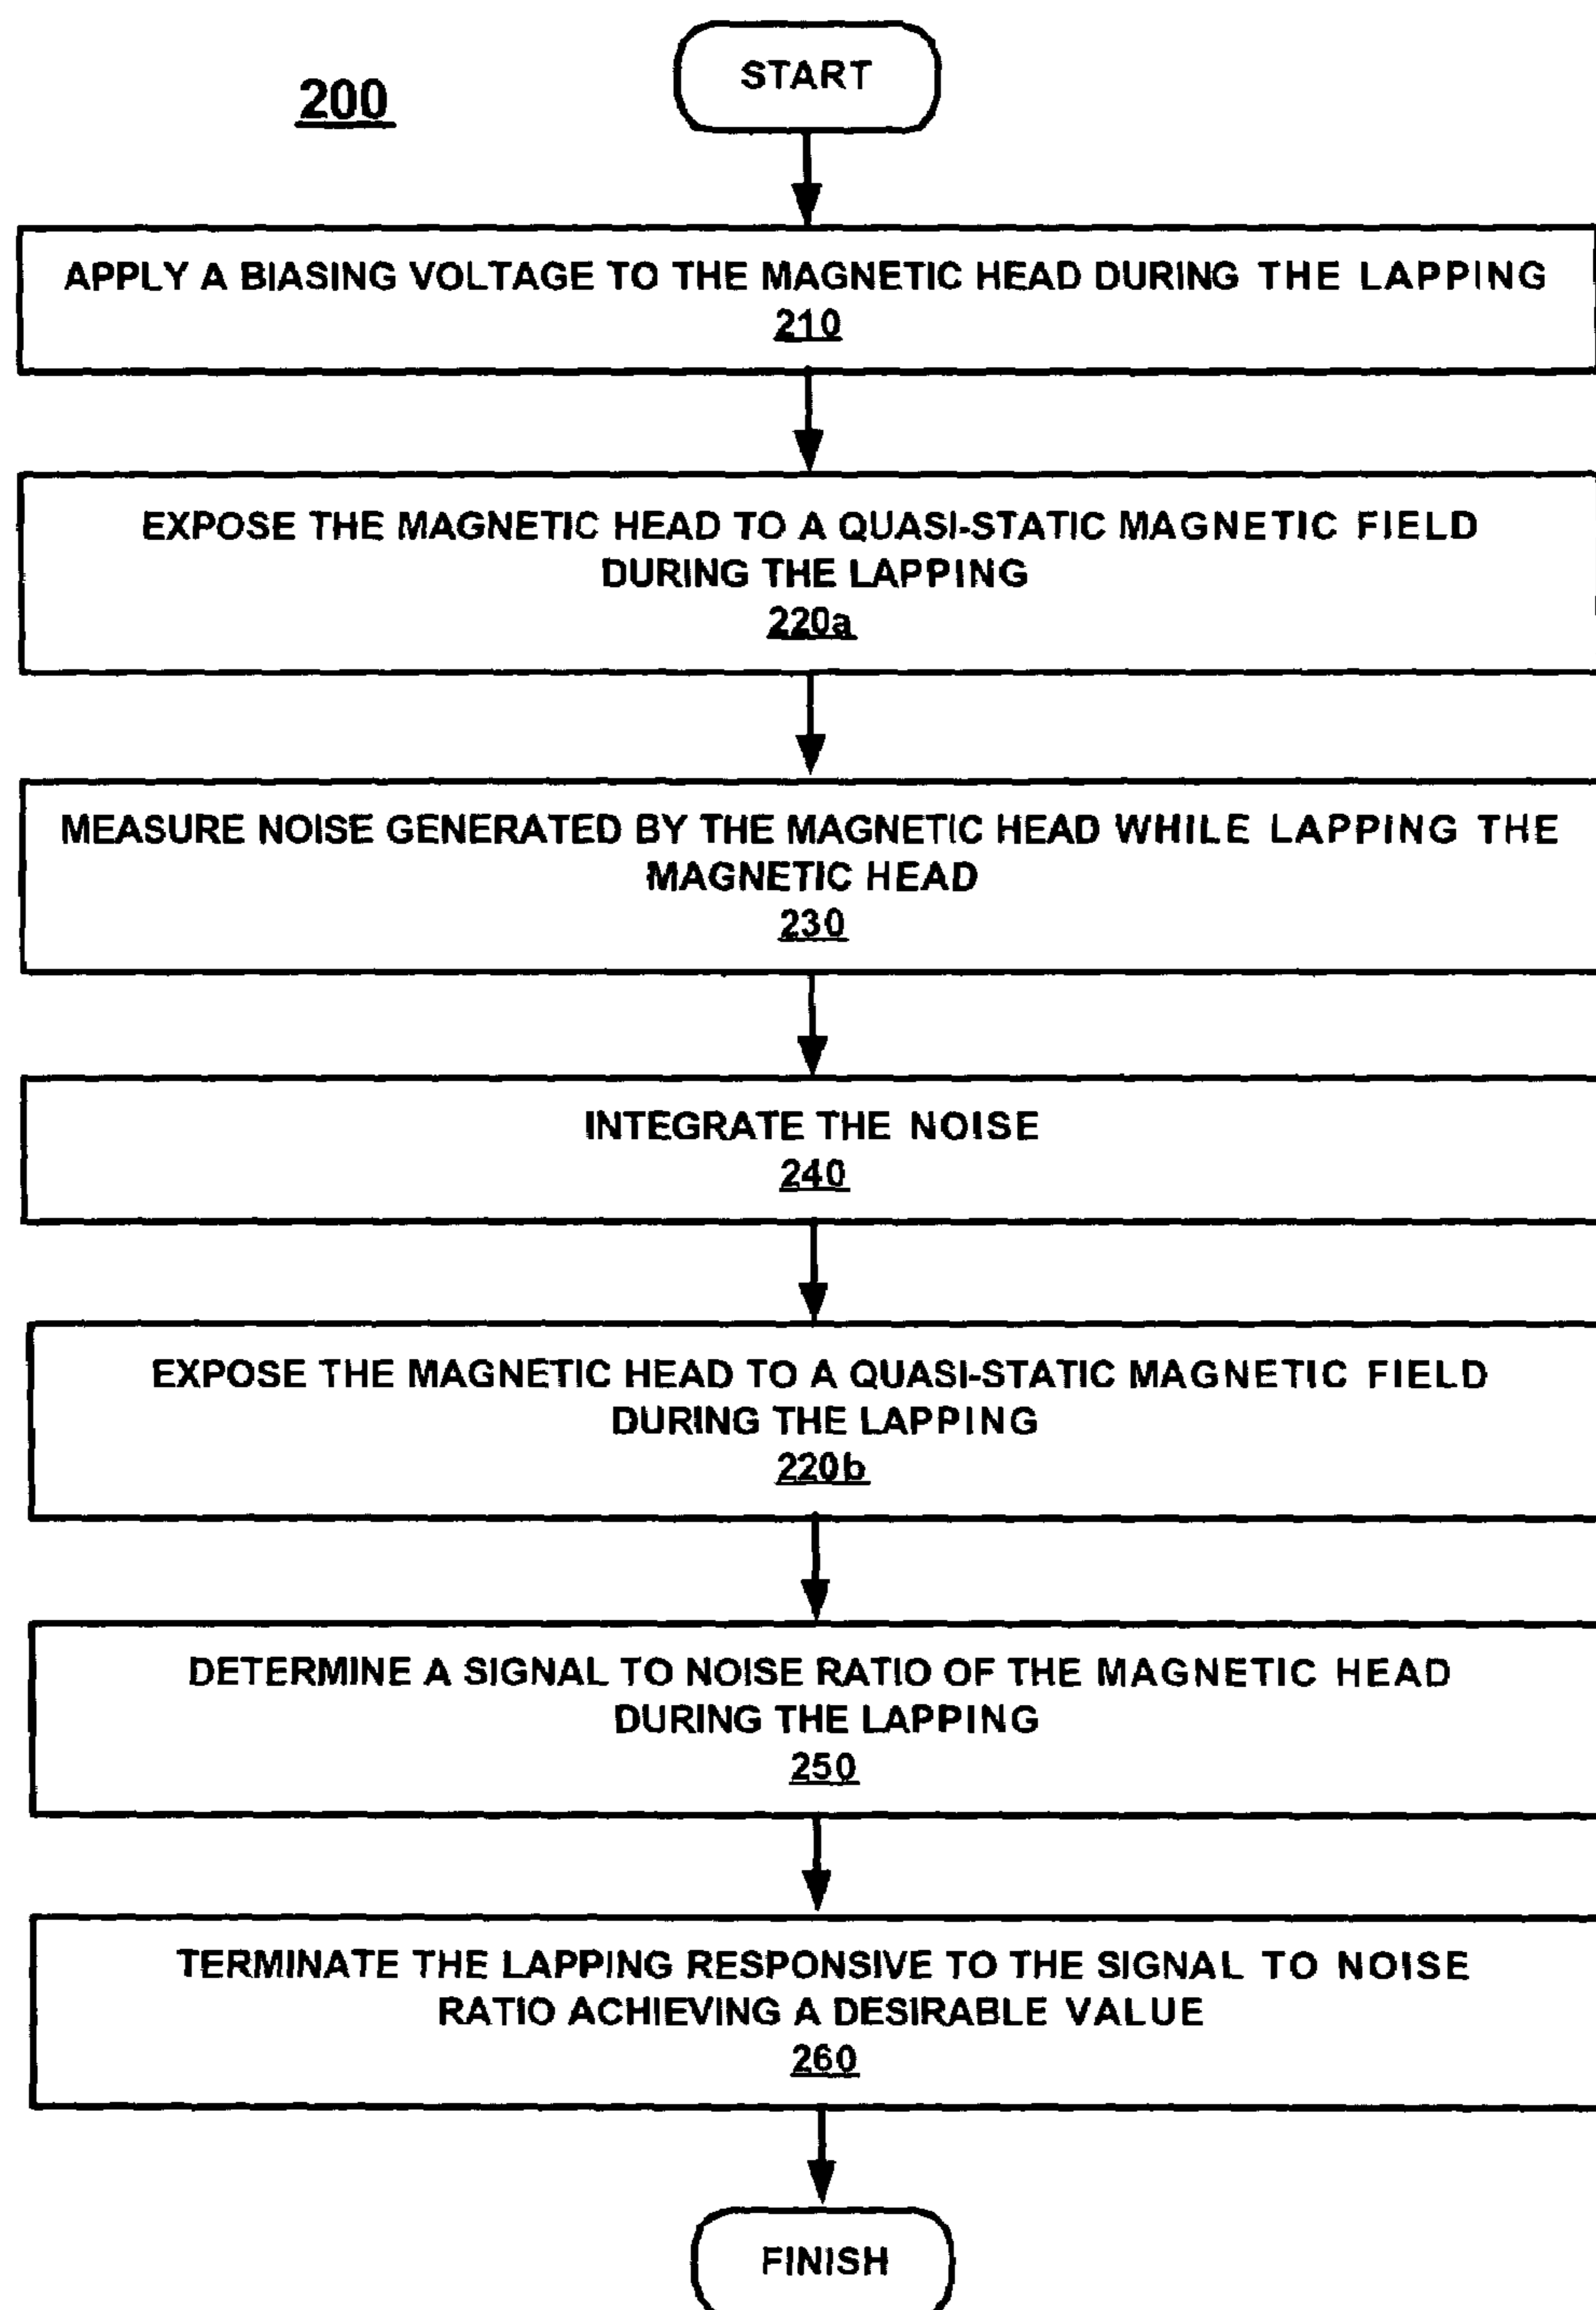 200
START
APPLY A BIASING VOLTAGE TO THE MAGNETIC HEAD DURING THE LAPPING
210
EXPOSE THE MAGNETIC HEAD TO A QUASI-STATIC MAGNETIC FIELD
DURING THE LAPPING
220a
MEASURE NOISE GENERATED BY THE MAGNETIC HEAD WHILE LAPPING THE
MAGNETIC HEAD
230
INTEGRATE THE NOISE
240
EXPOSE THE MAGNETIC HEAD TO A QUASI-STATIC MAGNETIC FIELD
DURING THE LAPPING
220b
DETERMINE A SIGNAL TO NOISE RATIO OF THE MAGNETIC HEAD
DURING THE LAPPING
250
TERMINATE THE LAPPING RESPONSIVE TO THE SIGNAL TO NOISE
RATIO ACHIEVING A DESIRABLE VALUE
260
FINISH